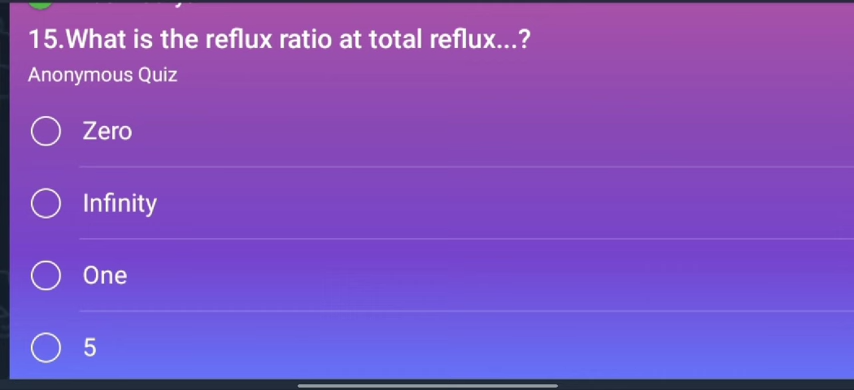 15.What is the reflux ratio at total reflux...?
Anonymous Quiz
Zero
Infinity
One
5